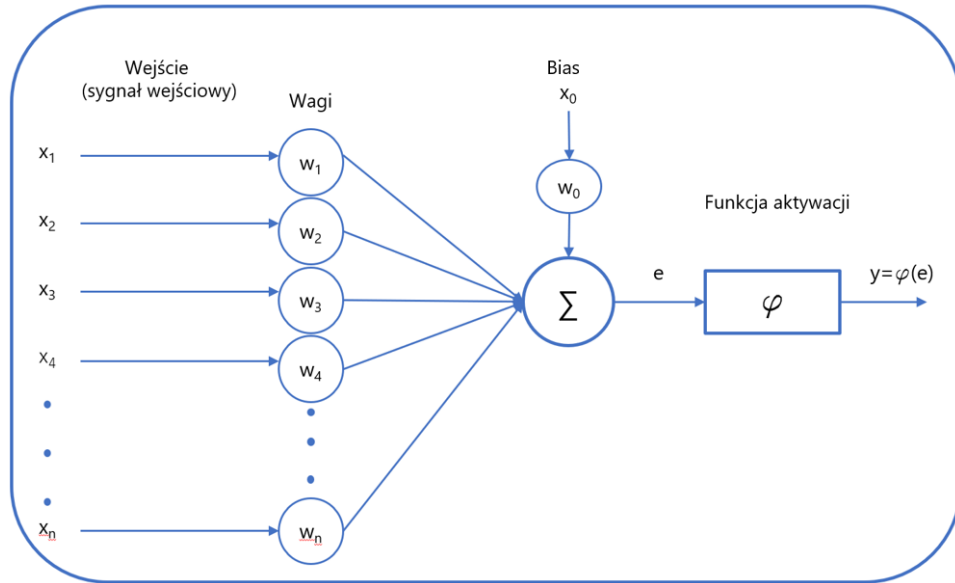 Wejście
(sygnał wejściowy)
Wagi
Bias
x₀
w₀
Funkcja aktywacji
x₁
w₁
x₂
w₂
x₃
w₃
x₄
w₄
xₙ
wₙ
Σ
e
φ
y=φ(e)